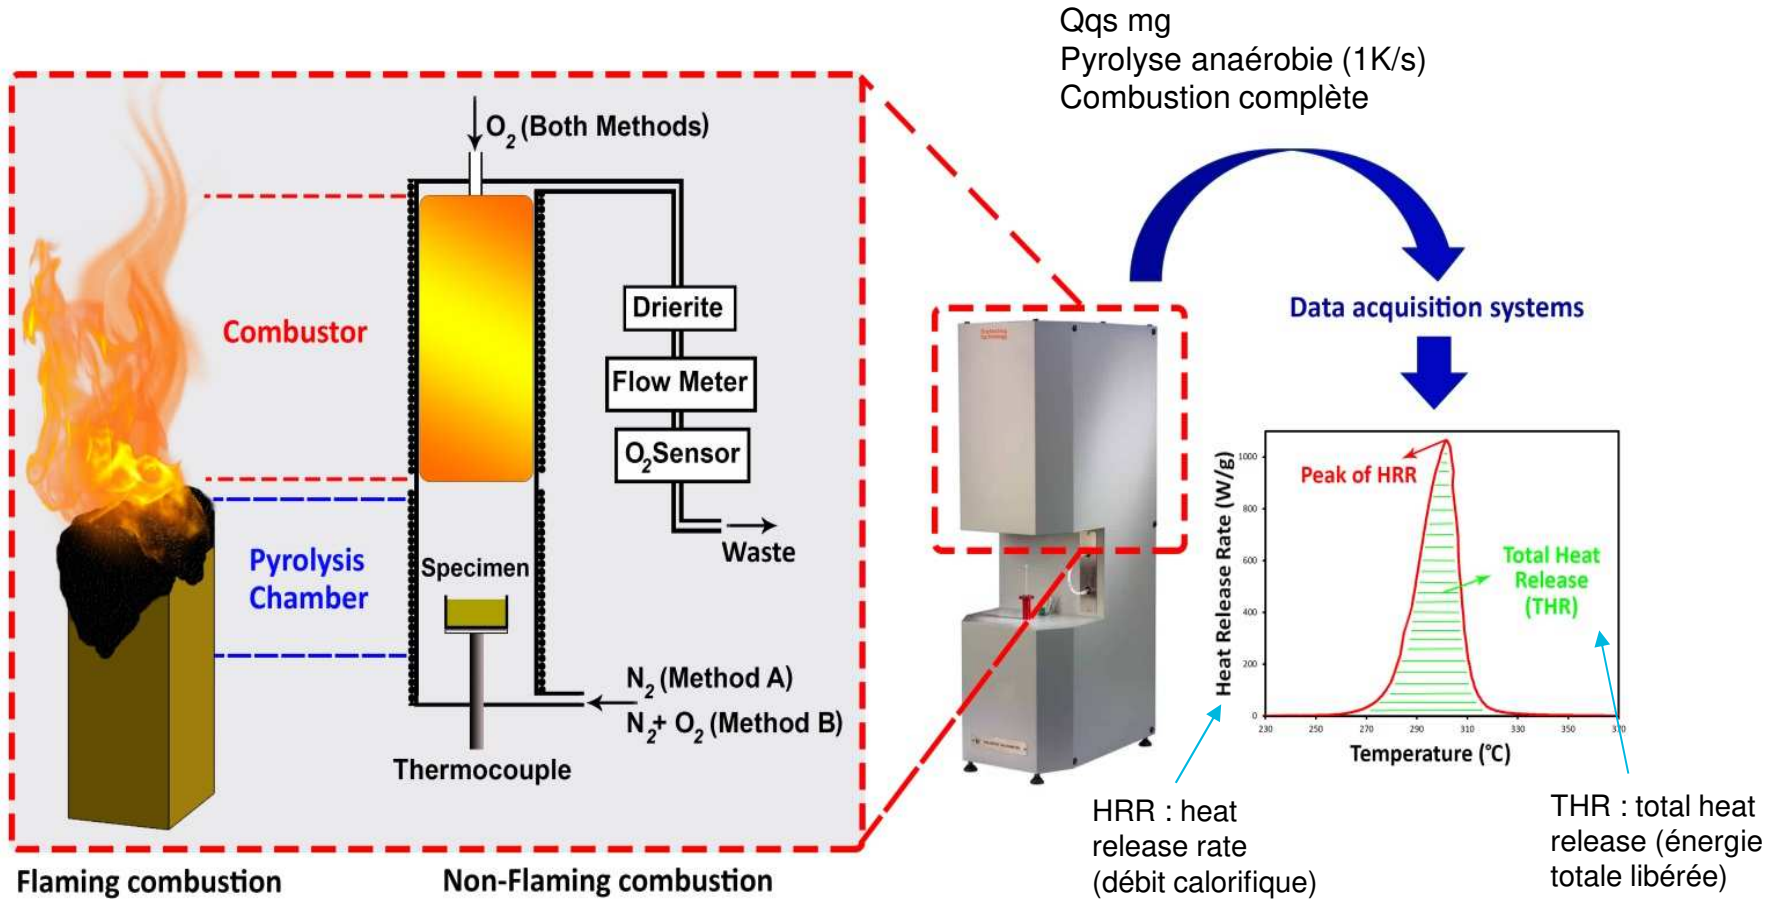 Qqs mg
Pyrolyse anaérobie (1K/s)
Combustion complète
O2 (Both Methods)
Combustor
Drierite
Flow Meter
O2Sensor
Waste
Pyrolysis
Chamber
Specimen
N2 (Method A)
N2+ O2 (Method B)
Thermocouple
Flaming combustion
Non-Flaming combustion
Data acquisition systems
Heat Release Rate (W/g)
1000
800
600
400
200
0
Peak of HRR
Total Heat
Release
(THR)
230
250
270
290
310
330
350
370
Temperature (°C)
HRR : heat
release rate
(débit calorifique)
THR : total heat
release (énergie
totale libérée)